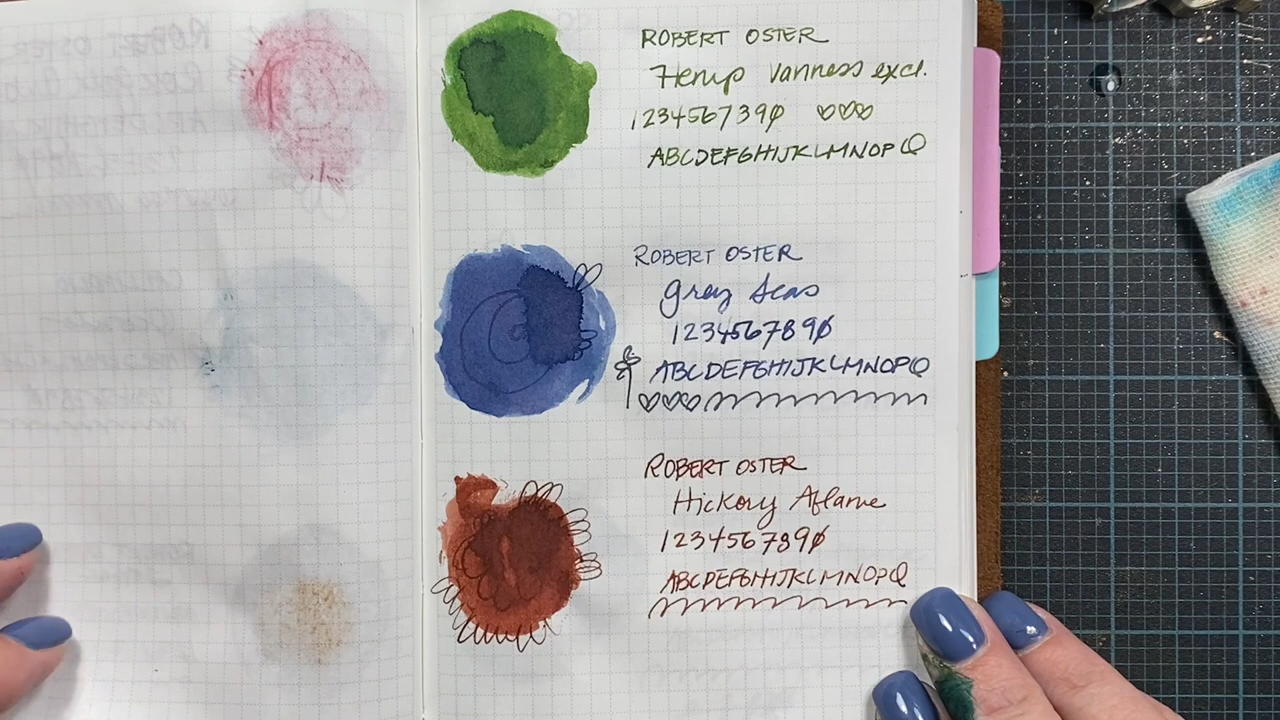 ROBERT OSTER
Hemp Vanness excl.
1234567390
ABCDEFGHIJKLMNOPQ
ROBERT OSTER
Grey Seas
1234567890
ABCDEFGHIJKLMNOPQ
ROBERT OSTER
Hickory Aflame
1234567890
ABCDEFGHIJKLMNOPQ